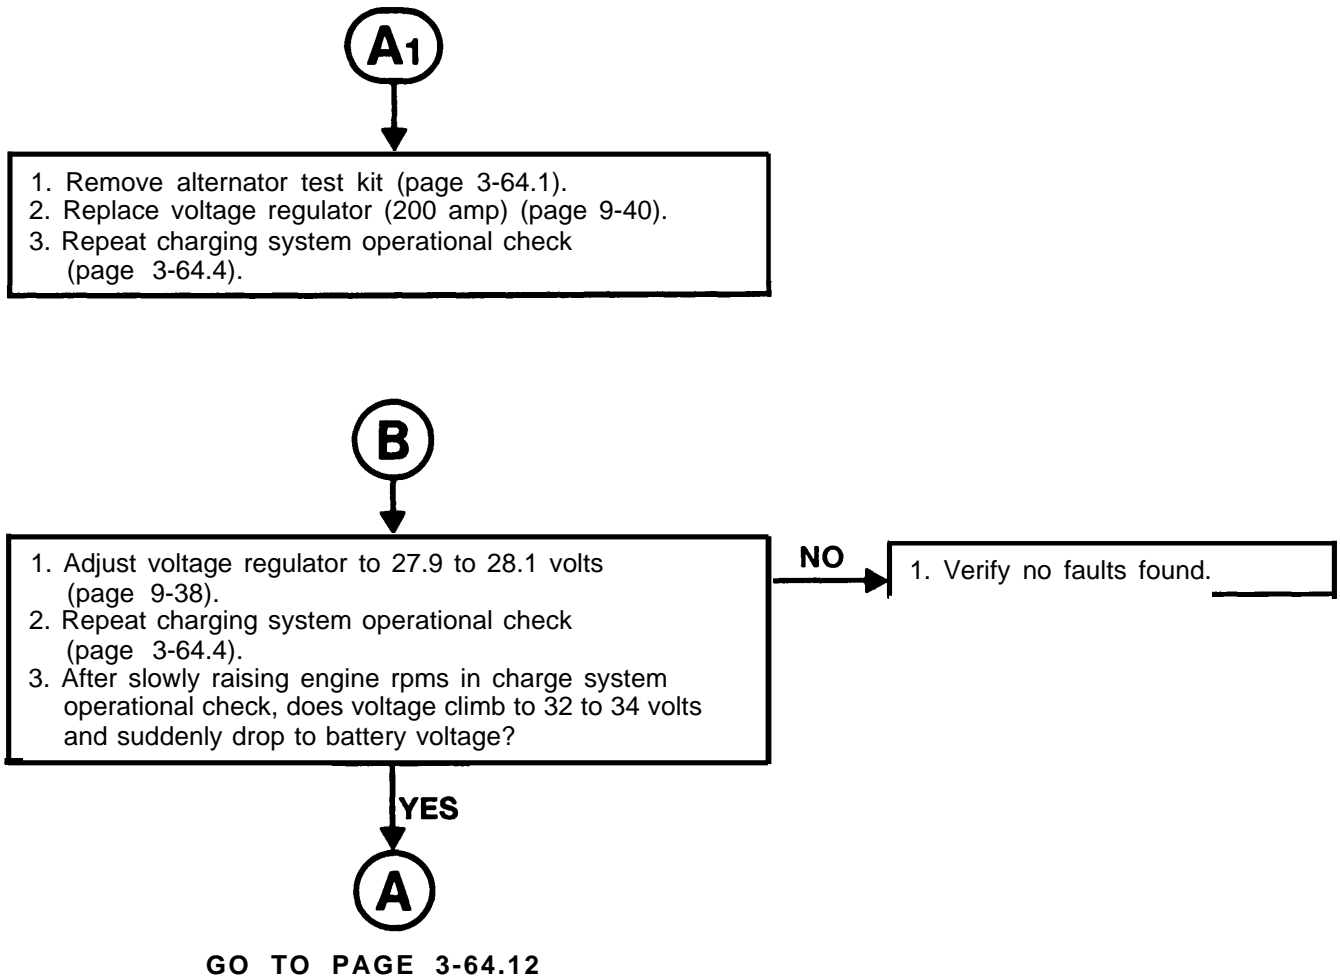 A1
1. Remove alternator test kit (page 3-64.1).
2. Replace voltage regulator (200 amp) (page 9-40).
3. Repeat charging system operational check
(page 3-64.4).
B
1. Adjust voltage regulator to 27.9 to 28.1 volts
(page 9-38).
2. Repeat charging system operational check
(page 3-64.4).
3. After slowly raising engine rpms in charge system
operational check, does voltage climb to 32 to 34 volts
and suddenly drop to battery voltage?
NO
1. Verify no faults found.
YES
A
GO TO PAGE 3-64.12